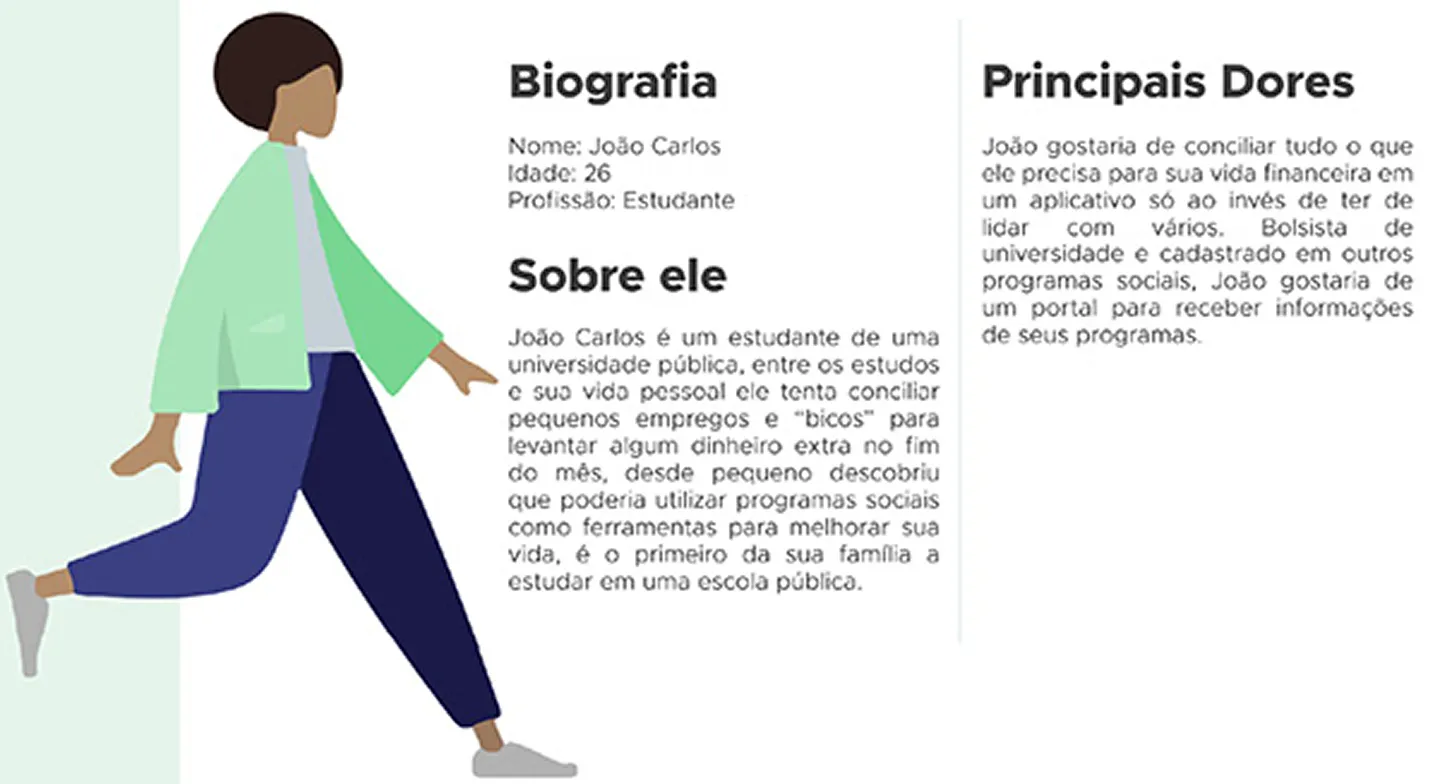 Biografia
Nome: João Carlos
Idade: 26
Profissão: Estudante
Sobre ele
João Carlos é um estudante de uma
universidade pública, entre os estudos
e sua vida pessoal ele tenta conciliar
pequenos empregos e “bicos” para
levantar algum dinheiro extra no fim
do mês, desde pequeno descobriu
que poderia utilizar programas sociais
como ferramentas para melhorar sua
vida, é o primeiro da sua família a
estudar em uma escola pública.
Principais Dores
João gostaria de conciliar tudo o que
ele precisa para sua vida financeira em
um aplicativo só ao invés de ter de
lidar com vários. Bolsista de
universidade e cadastrado em outros
programas sociais, João gostaria de
um portal para receber informações
de seus programas.